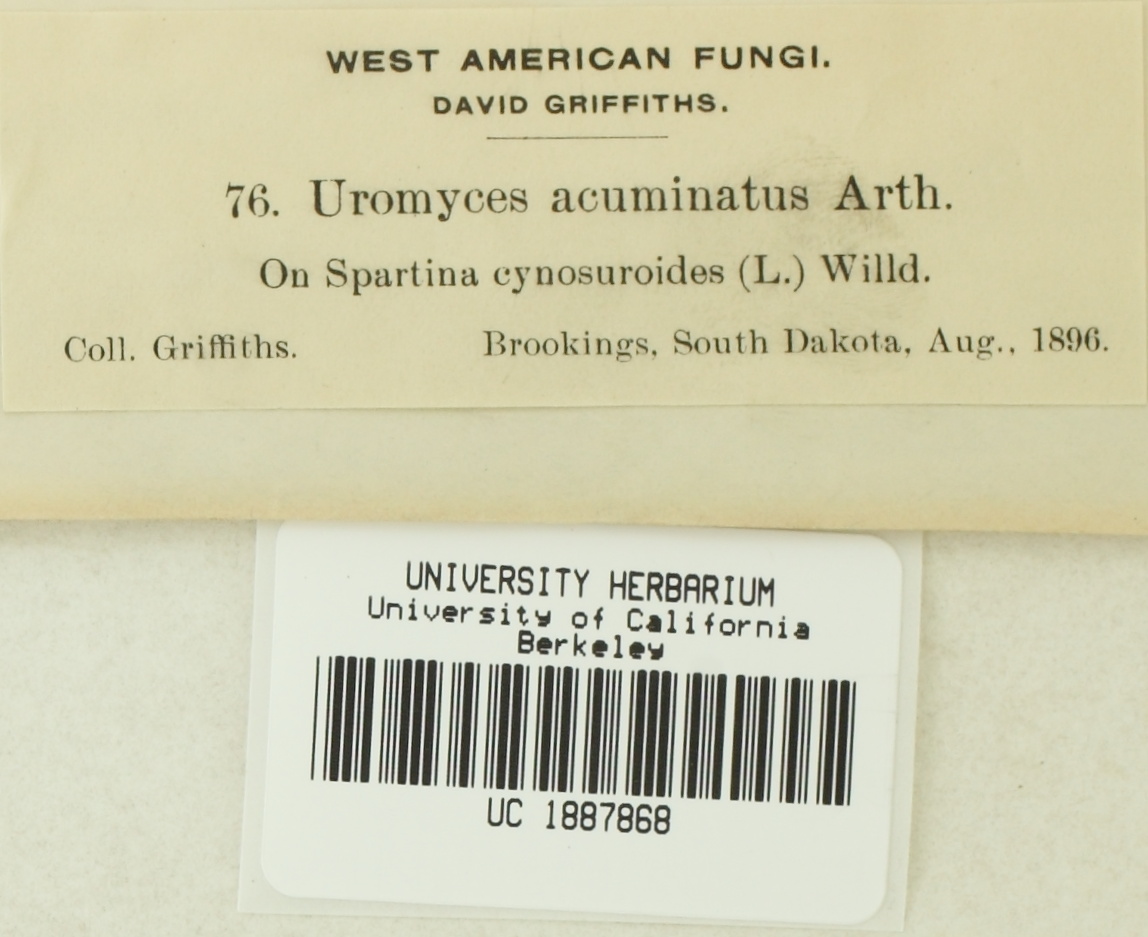 WEST AMERICAN FUNGI.
DAVID GRIFFITHS.
76. Uromyces acuminatus Arth.
On Spartina cynosuroides (L.) Willd.
Coll. Griffiths. Brookings, South Dakota, Aug., 1896.
UNIVERSITY HERBARIUM
University of California
Berkeley
UC 1887868